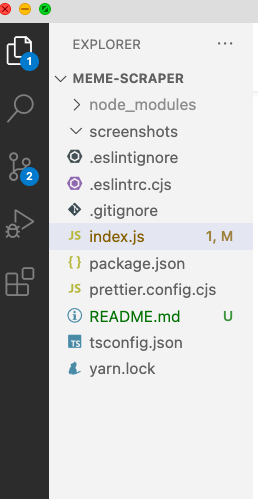 EXPLORER ...
1
MEME-SCRAPER
node_modules
screenshots
.eslintignore
2
.eslintrc.cjs
.gitignore
JS index.js 1, M
{ } package.json
JS prettier.config.cjs
README.md U
TS tsconfig.json
yarn.lock